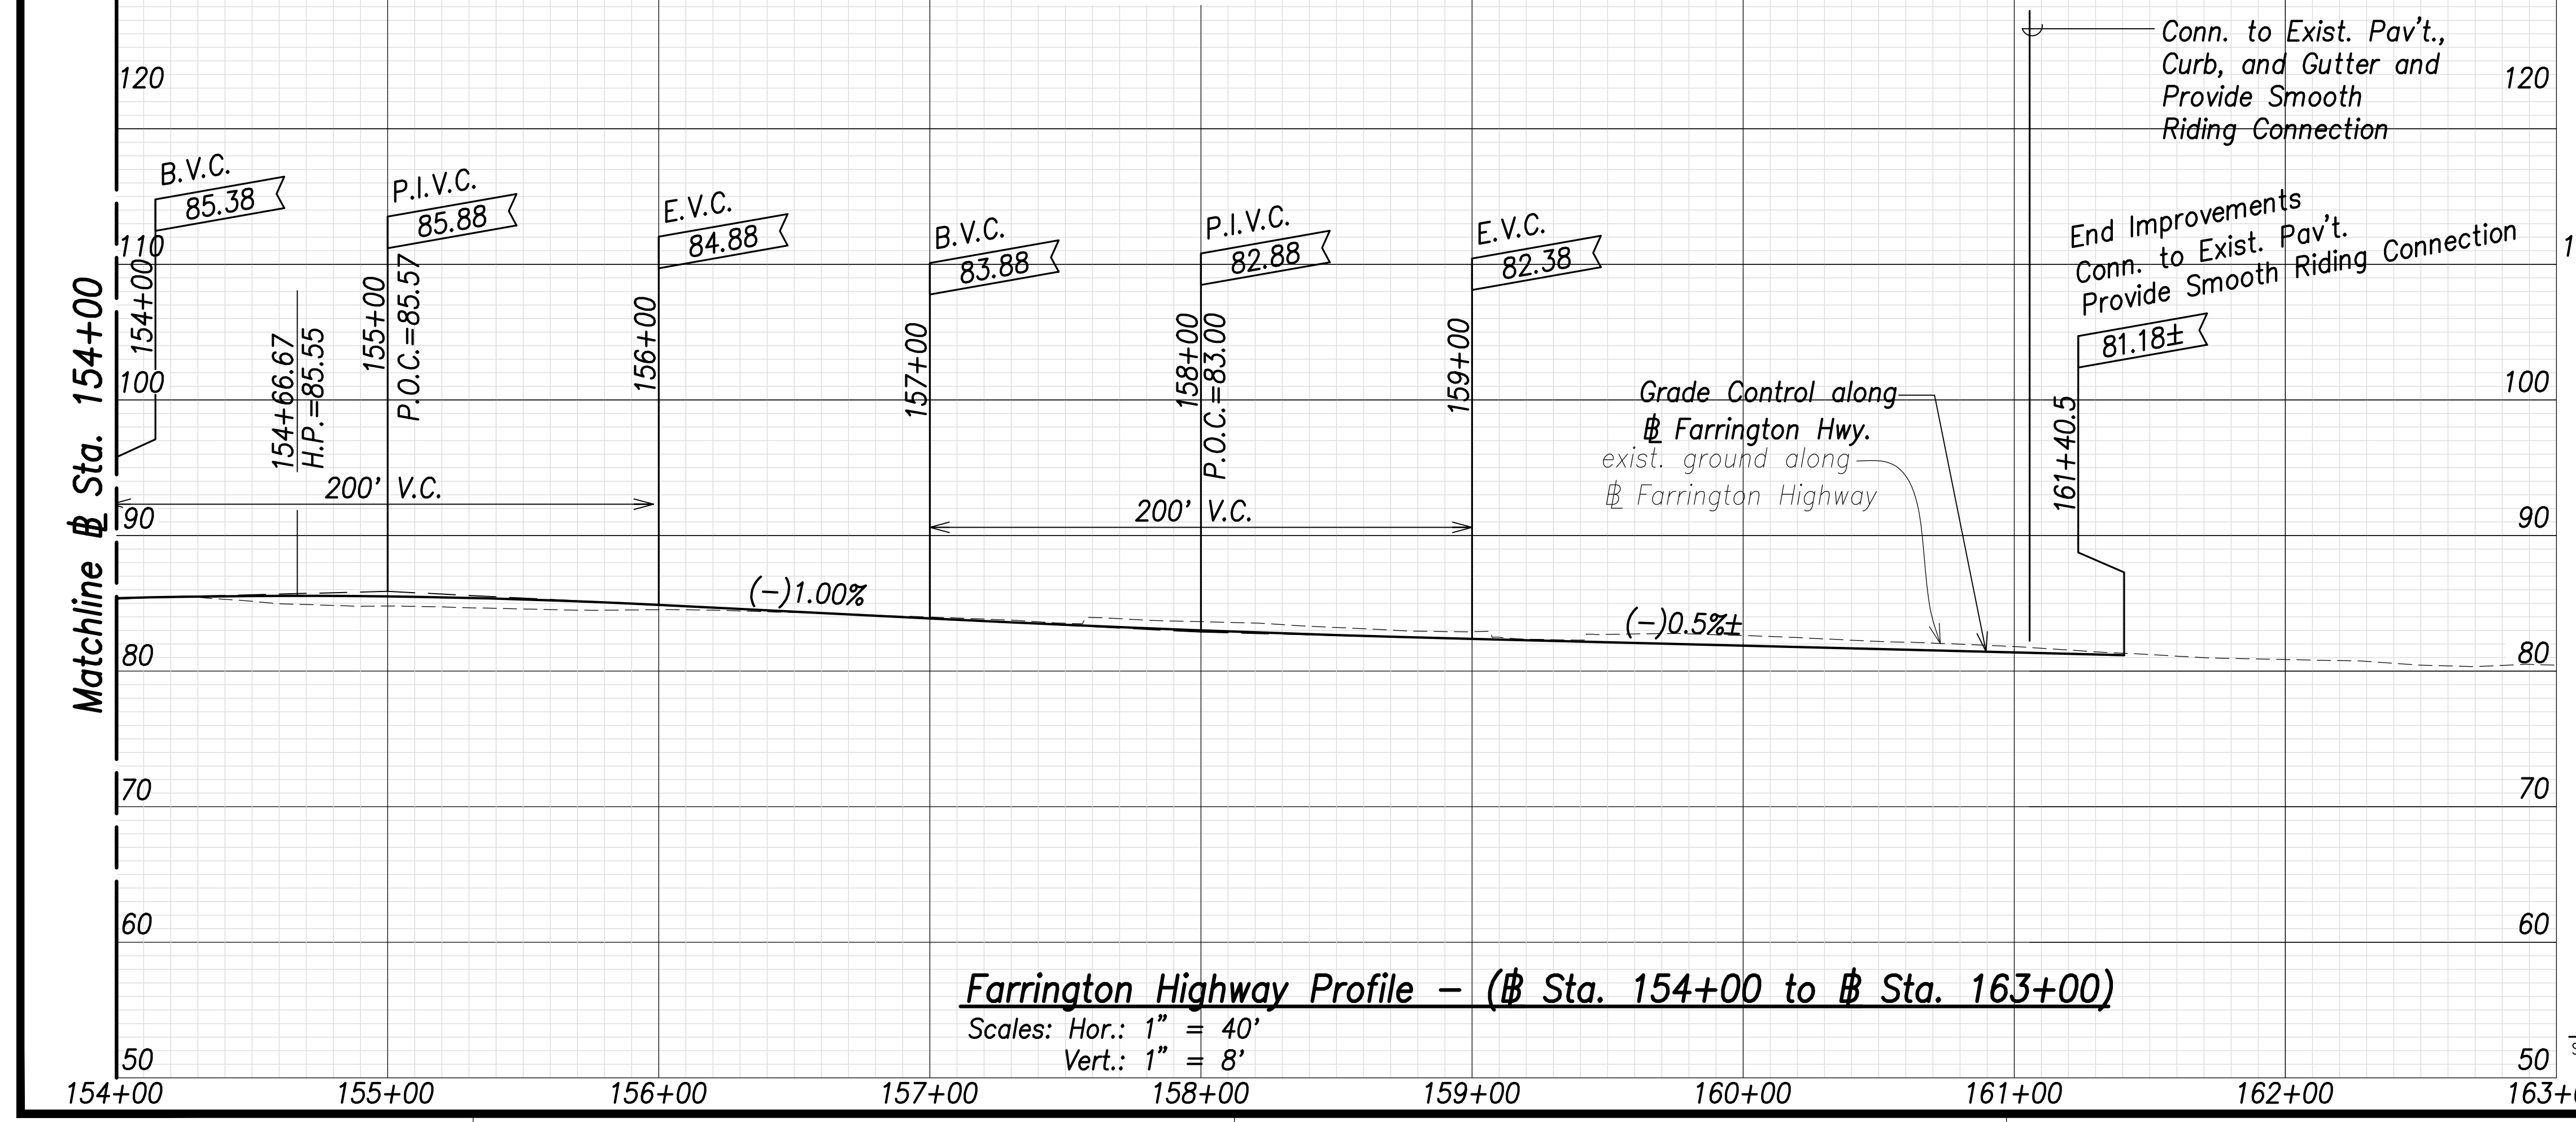 Conn. to Exist. Pav't.,
Curb, and Gutter and
Provide Smooth
Riding Connection
120
120
B.V.C.
85.38
154+00
154+66.67
H.P.=85.55
P.I.V.C.
85.88
155+00
P.O.C.=85.57
E.V.C.
84.88
156+00
B.V.C.
83.88
157+00
P.I.V.C.
82.88
158+00
P.O.C.=83.00
E.V.C.
82.38
159+00
End Improvements
Conn. to Exist. Pav't.
Provide Smooth Riding Connection
81.18±
161+40.5
110
1
100
100
Grade Control along
℄ Farrington Hwy.
exist. ground along
℄ Farrington Highway
200' V.C.
200' V.C.
90
90
(-)1.00%
(-)0.5%±
80
80
Matchline ℄ Sta. 154+00
70
70
60
60
Farrington Highway Profile - (℄ Sta. 154+00 to ℄ Sta. 163+00)
Scales: Hor.: 1" = 40'
Vert.: 1" = 8'
50
50
154+00 155+00 156+00 157+00 158+00 159+00 160+00 161+00 162+00 163+0